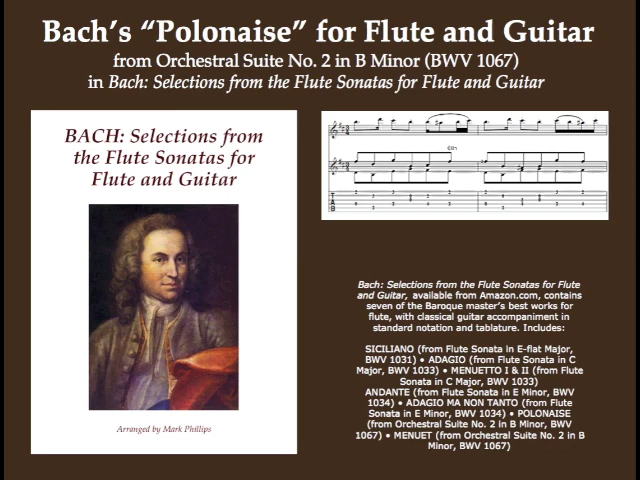 Bach's “Polonaise” for Flute and Guitar
from Orchestral Suite No. 2 in B Minor (BWV 1067)
in Bach: Selections from the Flute Sonatas for Flute and Guitar
BACH: Selections from
the Flute Sonatas for
Flute and Guitar
Arranged by Mark Phillips
Bach: Selections from the Flute Sonatas for Flute
and Guitar, available from Amazon.com, contains
seven of the Baroque master's best works for
flute, with classical guitar accompaniment in
standard notation and tablature. Includes:
SICILIANO (from Flute Sonata in E-flat Major,
BWV 1031) • ADAGIO (from Flute Sonata in C
Major, BWV 1033) • MENUETTO I & II (from Flute
Sonata in C Major, BWV 1033)
ANDANTE (from Flute Sonata in E Minor, BWV
1034) • ADAGIO MA NON TANTO (from Flute
Sonata in E Minor, BWV 1034) • POLONAISE
(from Orchestral Suite No. 2 in B Minor, BWV
1067) • MENUET (from Orchestral Suite No. 2 in B
Minor, BWV 1067)